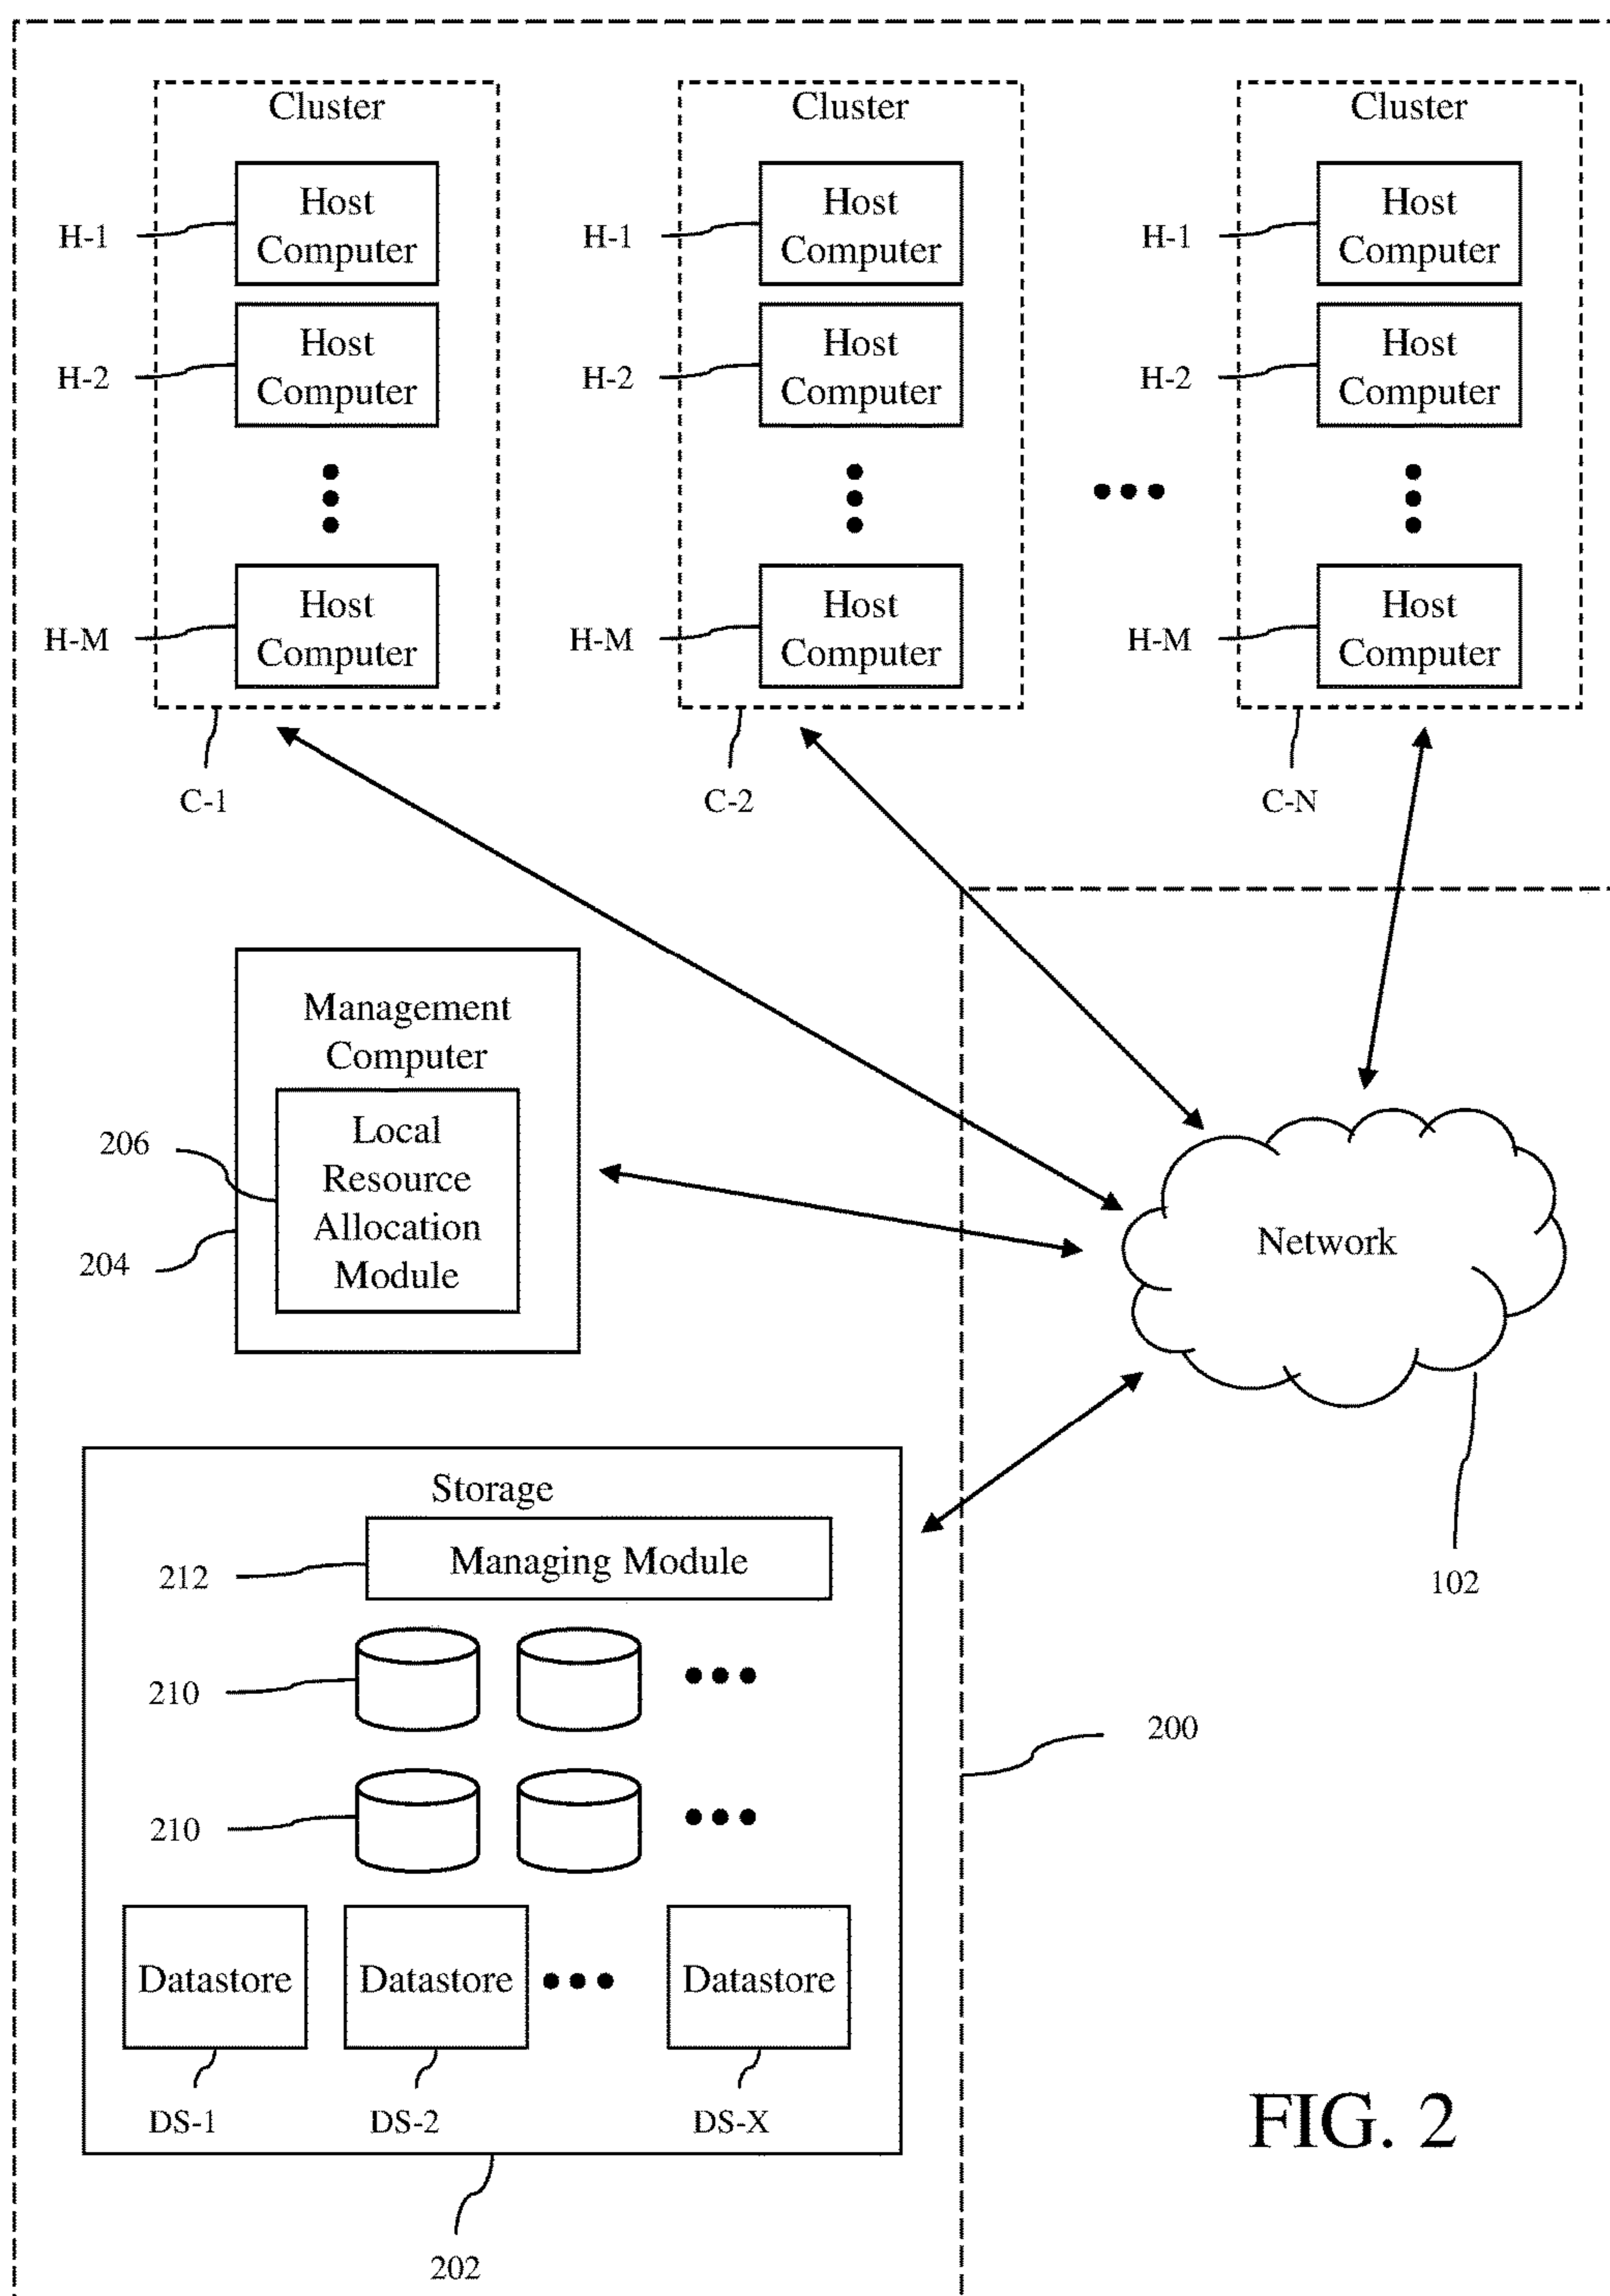 Cluster
Cluster
Cluster
Host
Computer
Host
Computer
Host
Computer
H-1
H-1
H-1
Host
Computer
Host
Computer
Host
Computer
H-2
H-2
H-2
Host
Computer
Host
Computer
Host
Computer
H-M
H-M
H-M
C-1
C-2
C-N
Management
Computer
Local
Resource
Allocation
Module
206
204
Network
102
Storage
Managing Module
212
210
200
210
Datastore
Datastore
Datastore
DS-1
DS-2
DS-X
202
FIG. 2